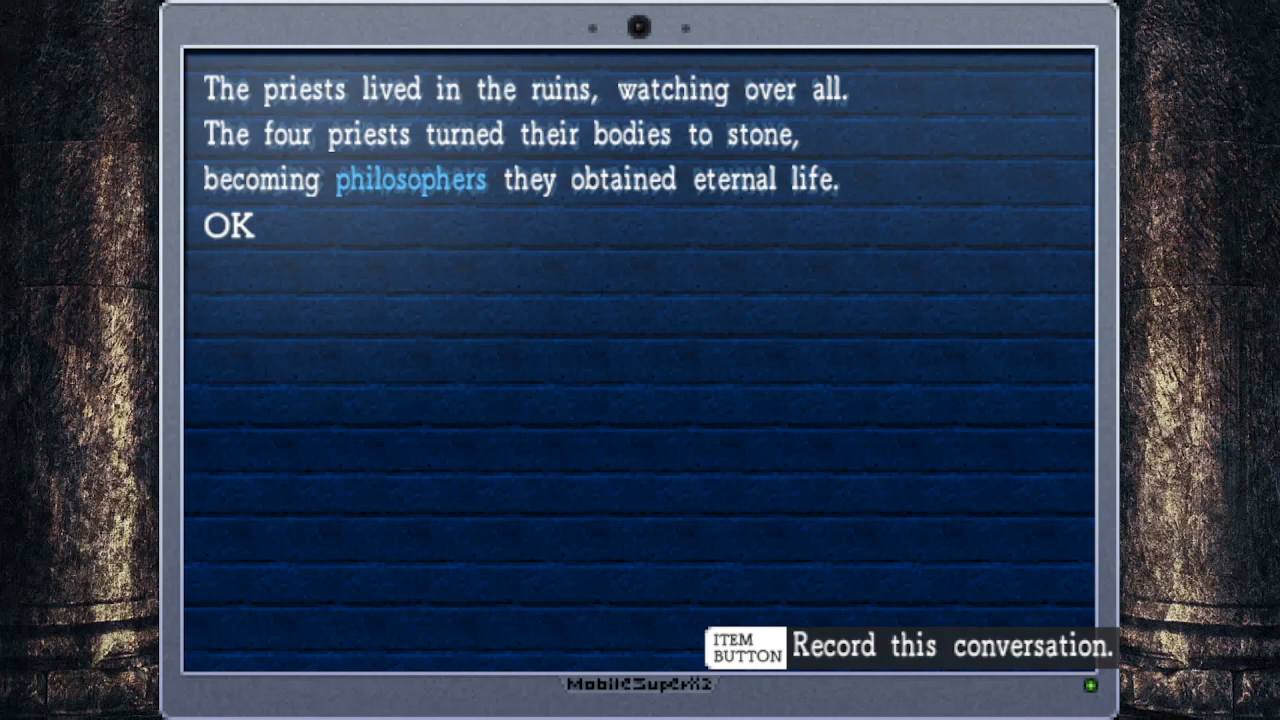 The priests lived in the ruins, watching over all.
The four priests turned their bodies to stone,
becoming philosophers they obtained eternal life.
OK
ITEM
BUTTON
Record this conversation.
MobileSuperX2